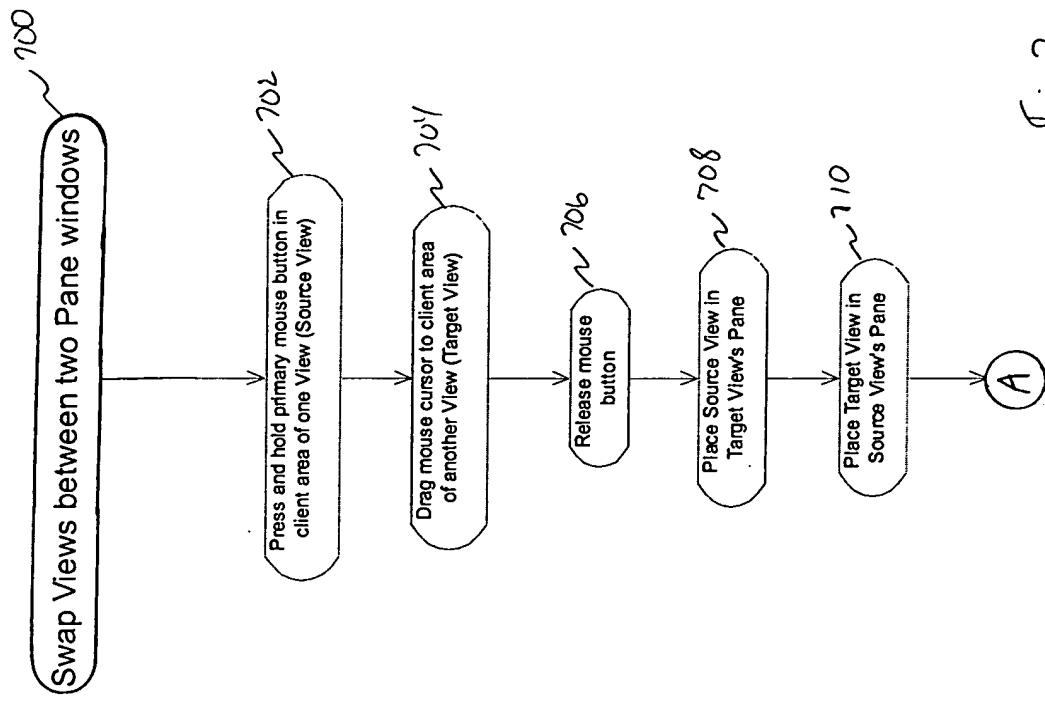 Swap Views between two Pane windows
700
Press and hold primary mouse button in
client area of one View (Source View)
702
Drag mouse cursor to client area
of another View (Target View)
704
Release mouse
button
706
Place Source View in
Target View's Pane
708
Place Target View in
Source View's Pane
710
A